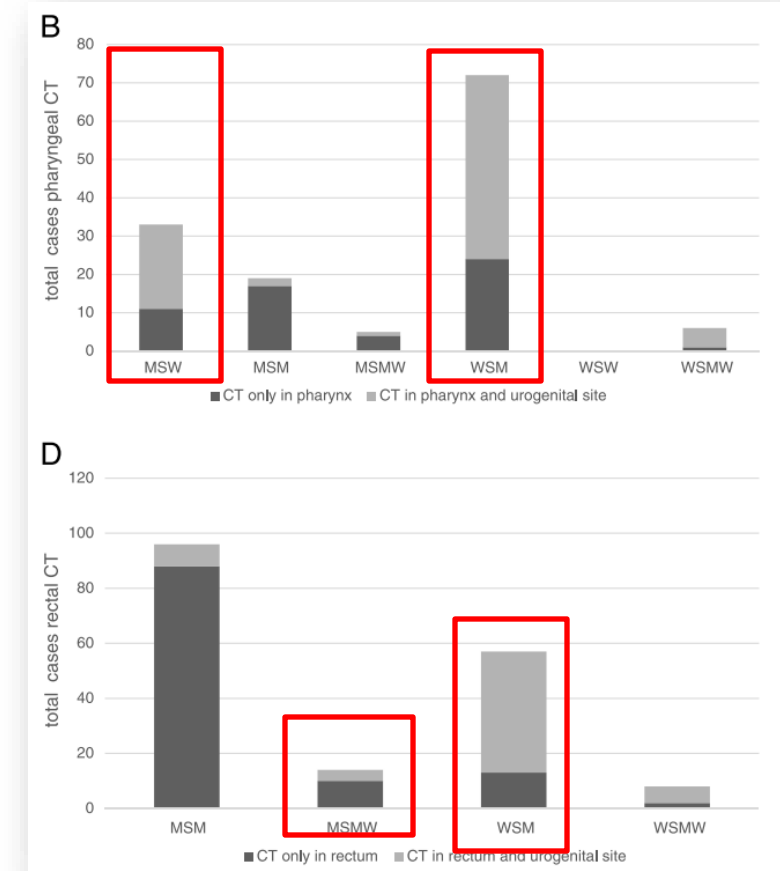 B
total cases pharyngeal CT
80
70
60
50
40
30
20
10
0
MSW MSM MSMW WSM WSW WSMW
CT only in pharynx CT in pharynx and urogenital site
D
total cases rectal CT
120
100
80
60
40
20
0
MSM MSMW WSM WSMW
CT only in rectum CT in rectum and urogenital site